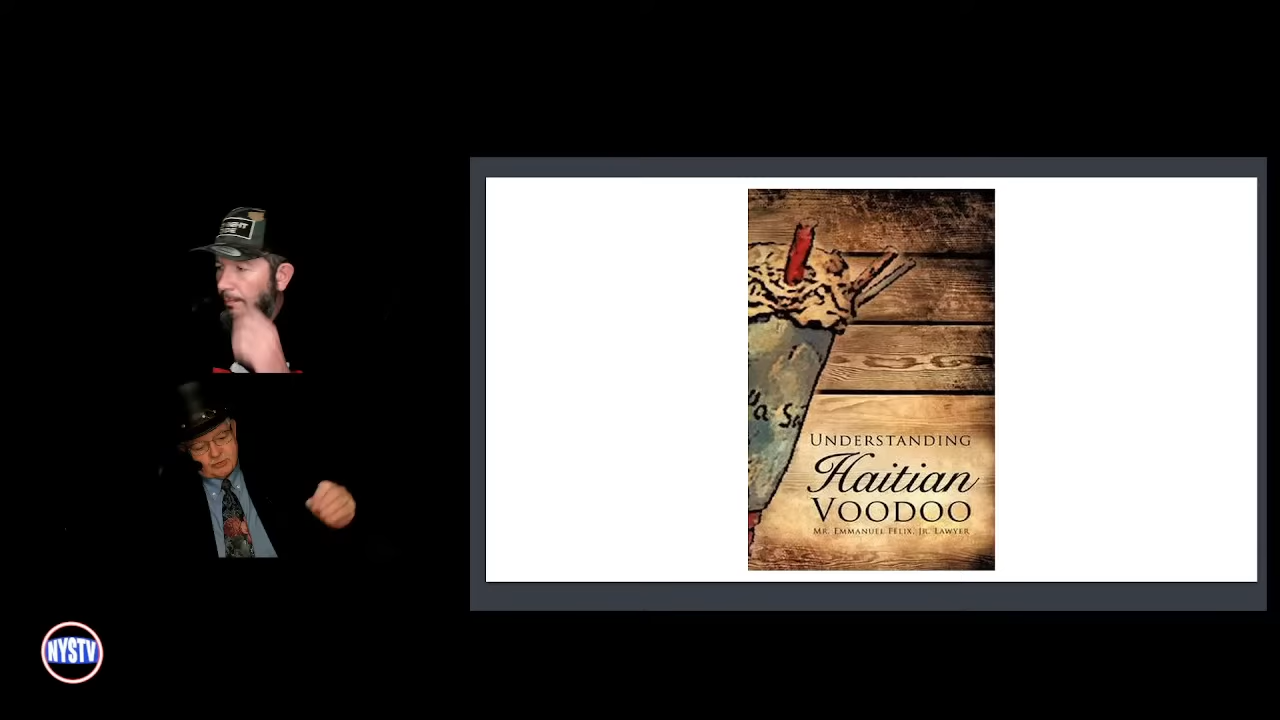 UNDERSTANDING
Haitian
VOODOO
MR. EMMANUEL FELIX, JR. LAWYER
NYSTV